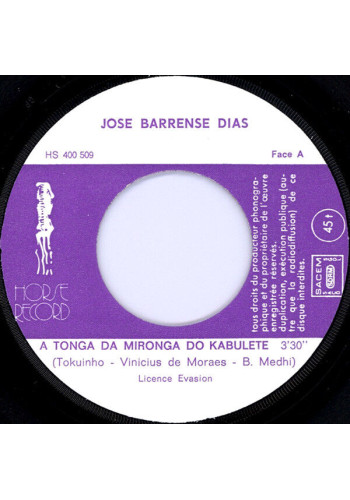 JOSE BARRENSE DIAS
HS 400 509
Face A
HORSE
RECORD
tous droits du producteur phonogra-
phique et du propriétaire de l'œuvre
enregistrée réservés.
duplication, exécution publique (ou-
tre que la radiodiffusion) de ce
disque interdites.
45 t
SACEM
A TONGA DA MIRONGA DO KABULETE 3'30''
(Tokuinho - Vinicius de Moraes - B. Medhi)
Licence Evasion